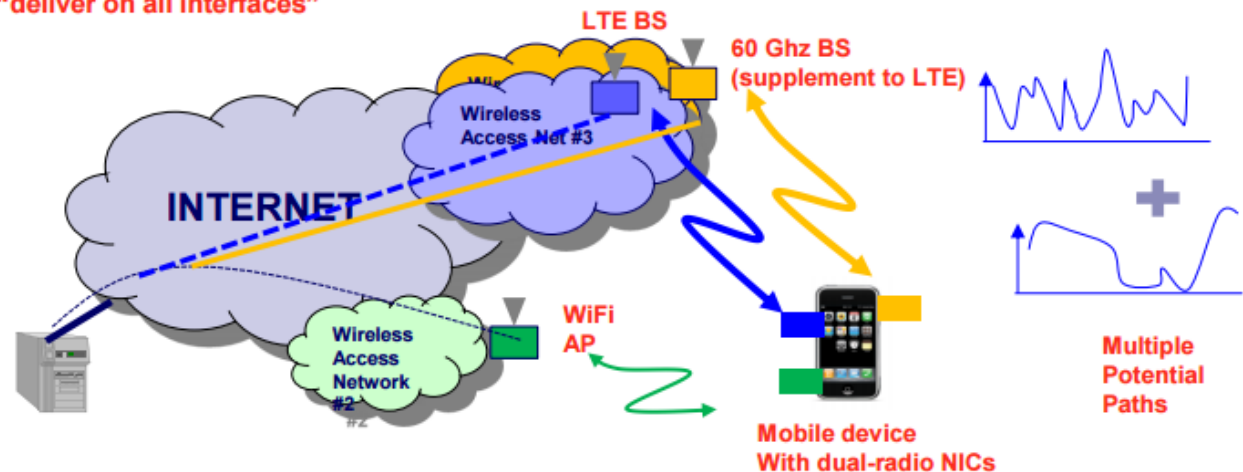 "deliver on all interfaces"
LTE BS
60 Ghz BS
(supplement to LTE)
Wireless
Access Net #3
INTERNET
WiFi
AP
Wireless
Access
Network
#2
#2
Multiple
Potential
Paths
Mobile device
With dual-radio NICs